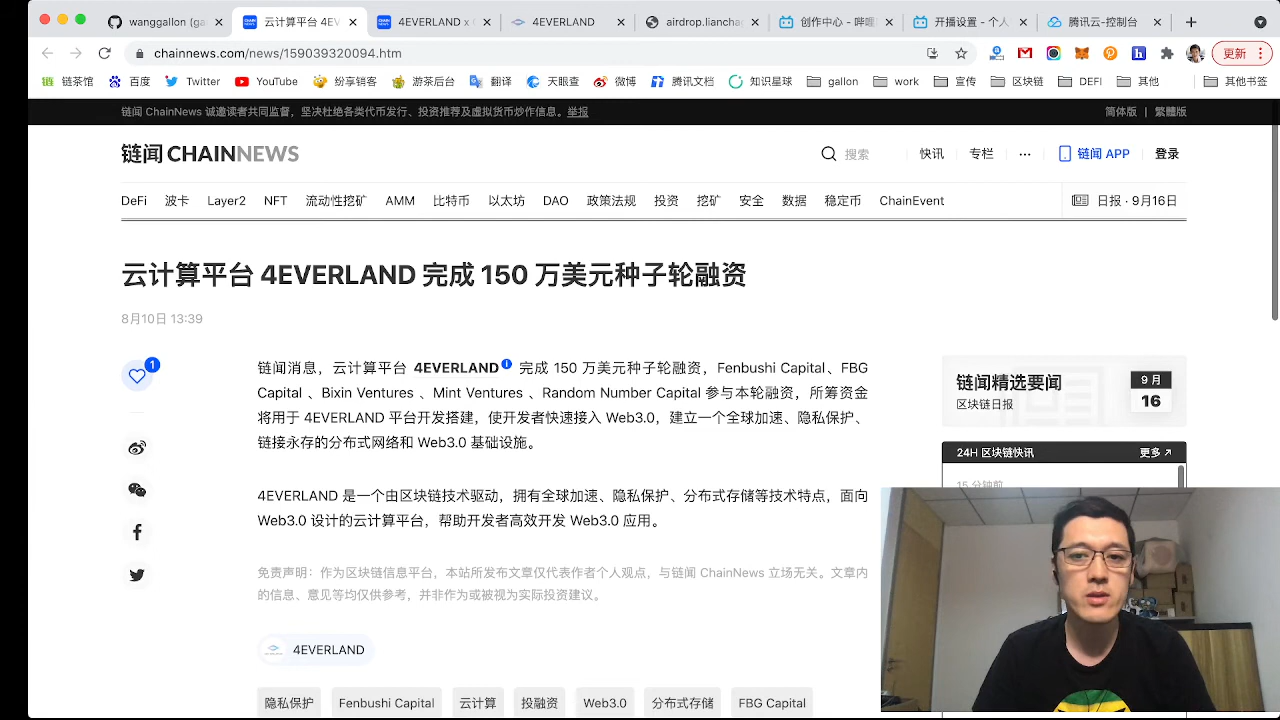 wanggallon (ga
云计算平台 4EV
4EVERLAND x
4EVERLAND
airdrop.liancha
创作中心 - 哔哩
开播设置 - 个人
腾讯云-控制台
chainnews.com/news/159039320094.htm
更新
链茶馆
百度
Twitter
YouTube
纷享销客
游茶后台
翻译
天眼查
微博
腾讯文档
知识星球
gallon
work
宣传
区块链
DEFI
其他
其他书签
链闻 ChainNews 诚邀读者共同监督，坚决杜绝各类代币发行、投资推荐及虚拟货币炒作信息。举报
简体版 | 繁體版
链闻 CHAINNEWS
搜索
快讯
专栏
···
链闻 APP
登录
DeFi
波卡
Layer2
NFT
流动性挖矿
AMM
比特币
以太坊
DAO
政策法规
投资
挖矿
安全
数据
稳定币
ChainEvent
日报 · 9月16日
云计算平台 4EVERLAND 完成 150 万美元种子轮融资
8月10日 13:39
1
链闻消息，云计算平台 4EVERLAND 完成 150 万美元种子轮融资，Fenbushi Capital、FBG
Capital 、Bixin Ventures 、Mint Ventures 、Random Number Capital 参与本轮融资，所筹资金
将用于 4EVERLAND 平台开发搭建，使开发者快速接入 Web3.0，建立一个全球加速、隐私保护、
链接永存的分布式网络和 Web3.0 基础设施。
4EVERLAND 是一个由区块链技术驱动，拥有全球加速、隐私保护、分布式存储等技术特点，面向
Web3.0 设计的云计算平台，帮助开发者高效开发 Web3.0 应用。
免责声明：作为区块链信息平台，本站所发布文章仅代表作者个人观点，与链闻 ChainNews 立场无关。文章内
的信息、意见等均仅供参考，并非作为或被视为实际投资建议。
4EVERLAND
隐私保护
Fenbushi Capital
云计算
投融资
Web3.0
分布式存储
FBG Capital
链闻精选要闻
区块链日报
9 月
16
24H 区块链快讯
更多
15 分钟前